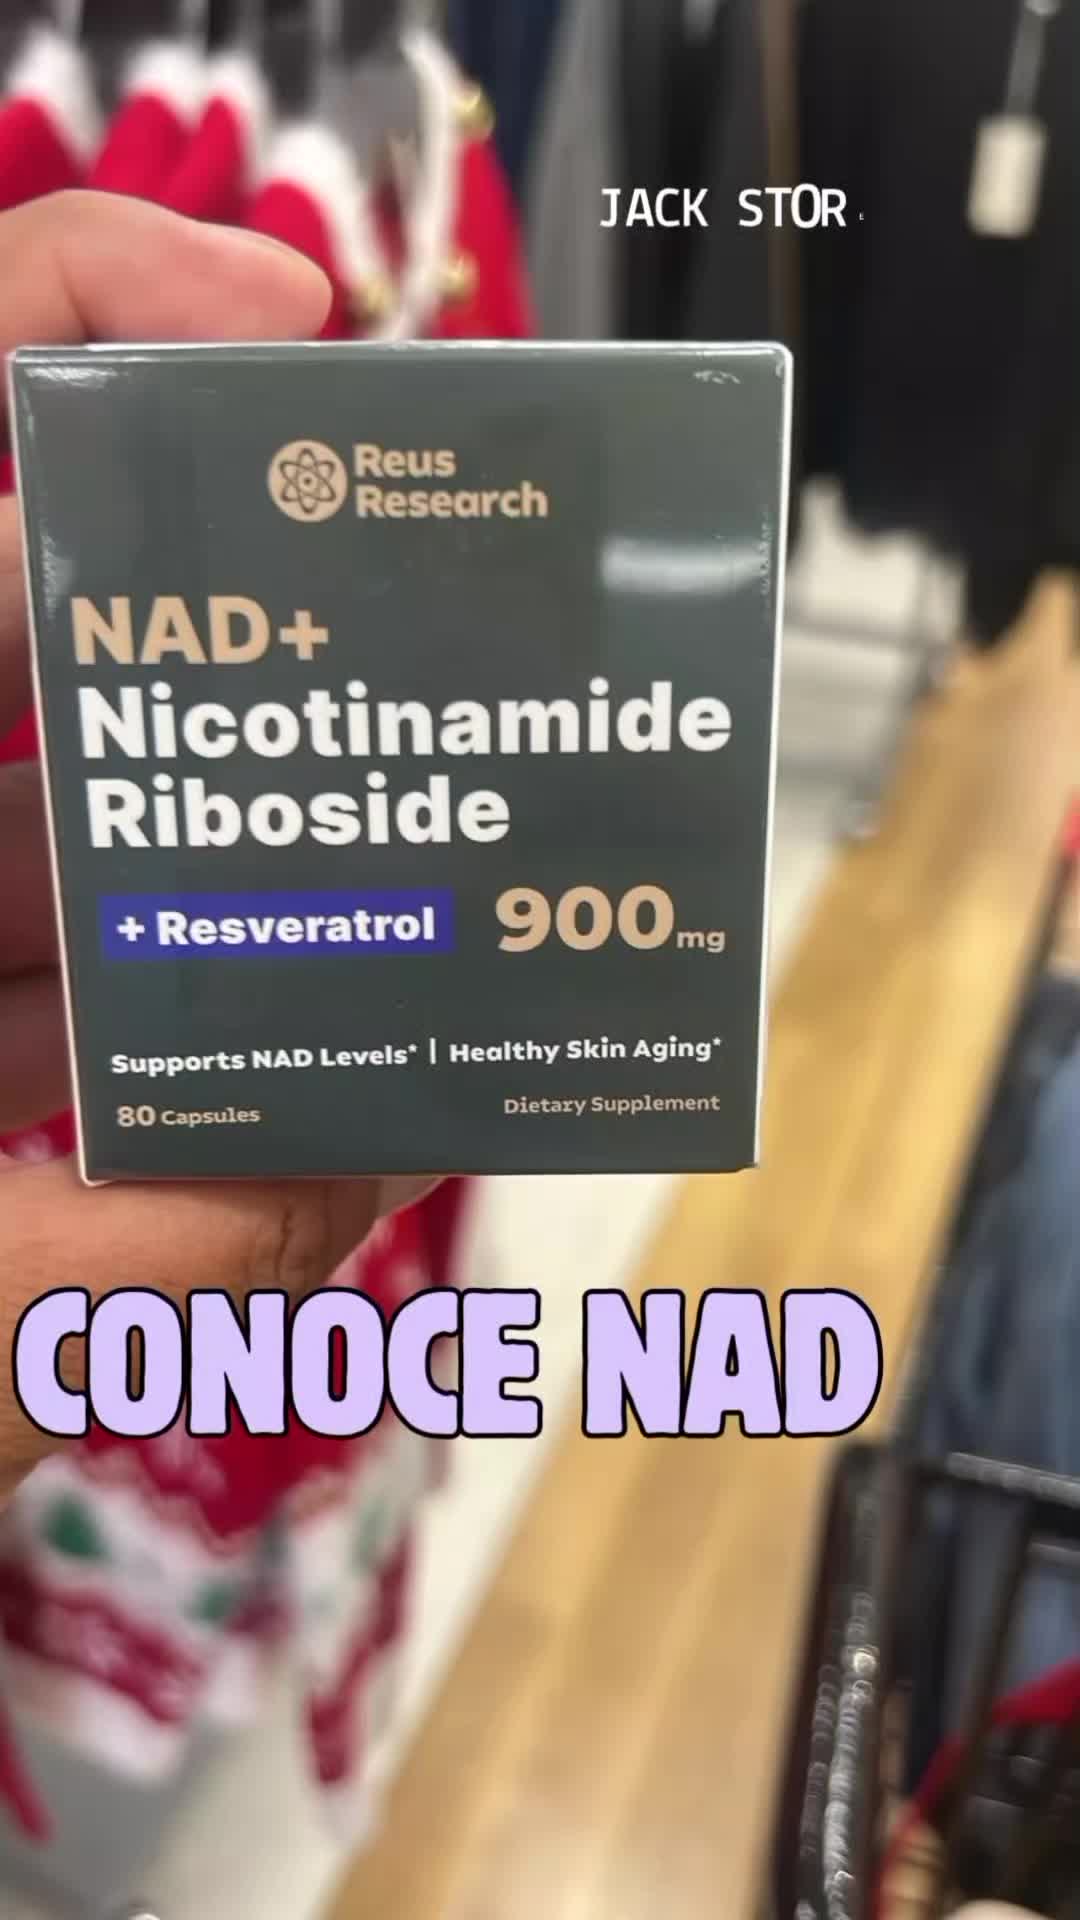 JACK STOR
Reus
Research
NAD+
Nicotinamide
Riboside
+ Resveratrol 900mg
Supports NAD Levels* | Healthy Skin Aging*
80 Capsules Dietary Supplement
CONOCE NAD